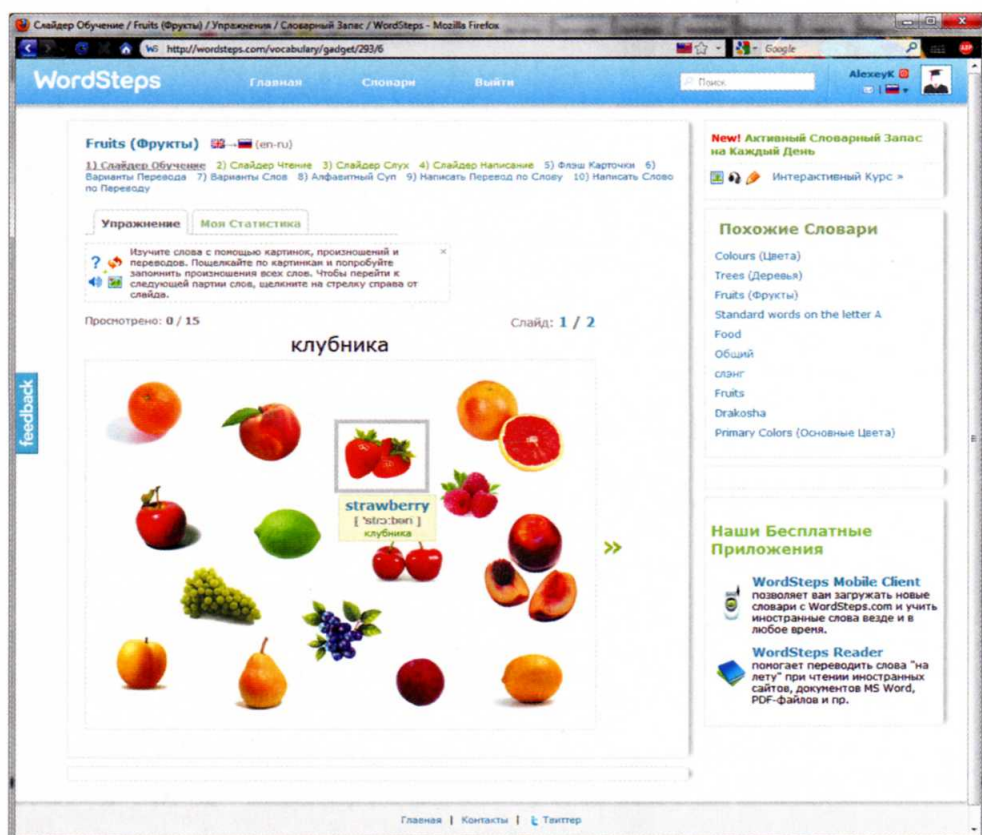 Слайдер Обучение / Fruits (Фрукты) / Упражнения / Словарный Запас / WordSteps - Mozilla Firefox
WS http://wordsteps.com/vocabulary/gadget/293/6
Google
WordSteps
Главная
Словари
Выйти
Поиск
AlexeyK
Fruits (Фрукты) → (en-ru)
1) Слайдер Обучение 2) Слайдер Чтение 3) Слайдер Слух 4) Слайдер Написание 5) Флэш Карточки 6)
Варианты Перевода 7) Варианты Слов 8) Алфавитный Суп 9) Написать Перевод по Слову 10) Написать Слово
по Переводу
Упражнение
Моя Статистика
Изучите слова с помощью картинок, произношений и
переводов. Пощелкайте по картинкам и попробуйте
запомнить произношения всех слов. Чтобы перейти к
следующей партии слов, щелкните на стрелку справа от
слайда.
Просмотрено: 0 / 15
Слайд: 1 / 2
клубника
strawberry
клубника
»
feedback
New! Активный Словарный Запас
на Каждый День
Интерактивный Курс »
Похожие Словари
Colours (Цвета)
Trees (Деревья)
Fruits (Фрукты)
Standard words on the letter A
Food
Общий
слэнг
Fruits
Drakosha
Primary Colors (Основные Цвета)
Наши Бесплатные
Приложения
WordSteps Mobile Client
позволяет вам загружать новые
словари с WordSteps.com и учить
иностранные слова везде и в
любое время.
WordSteps Reader
помогает переводить слова "на
лету" при чтении иностранных
сайтов, документов MS Word,
PDF-файлов и пр.
Главная | Контакты | Твиттер